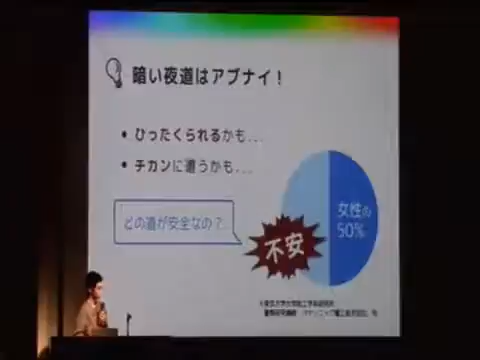 暗い夜道はアブナイ！
• ひったくられるかも...
• チカンに遭うかも...
どの道が安全なの？
不安
女性の
50%